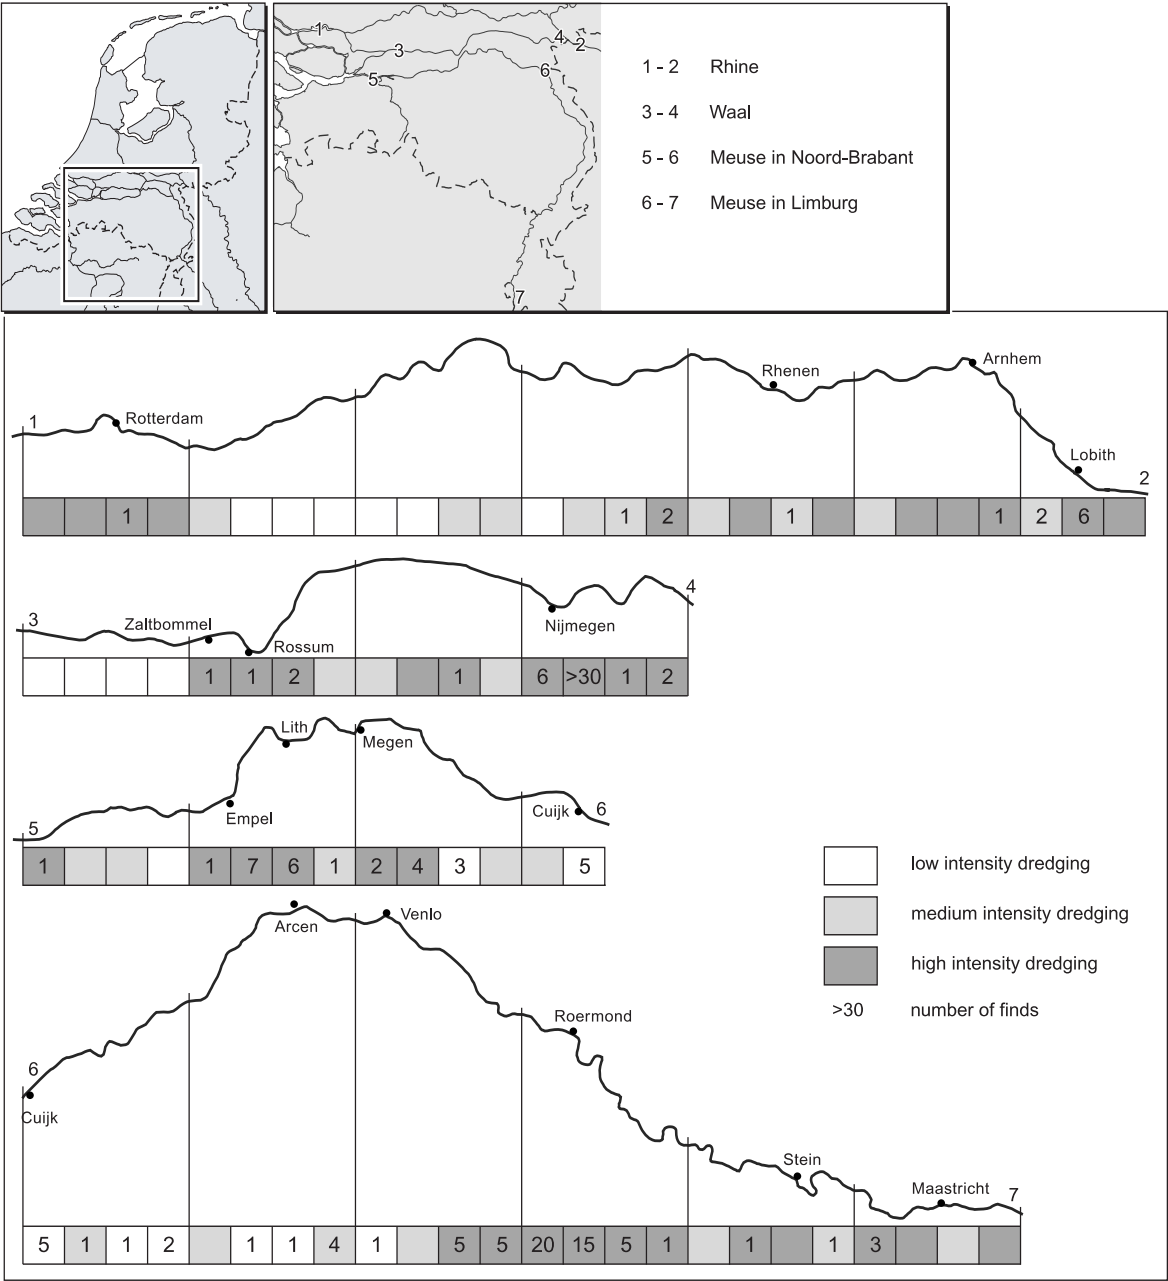 1
3
4
2
5
6
7
1 - 2 Rhine
3 - 4 Waal
5 - 6 Meuse in Noord-Brabant
6 - 7 Meuse in Limburg
1
Rotterdam
Rhenen
Arnhem
Lobith
2
1 1 2 1 1 2 6
3
Zaltbommel
Rossum
Nijmegen
4
1 1 2 1 6 >30 1 2
5
Empel
Lith
Megen
Cuijk
6
1 1 7 6 1 2 4 3 5
low intensity dredging
medium intensity dredging
high intensity dredging
>30 number of finds
6
Cuijk
Arcen
Venlo
Roermond
Stein
Maastricht
7
5 1 1 2 1 1 4 1 5 5 20 15 5 1 1 1 3